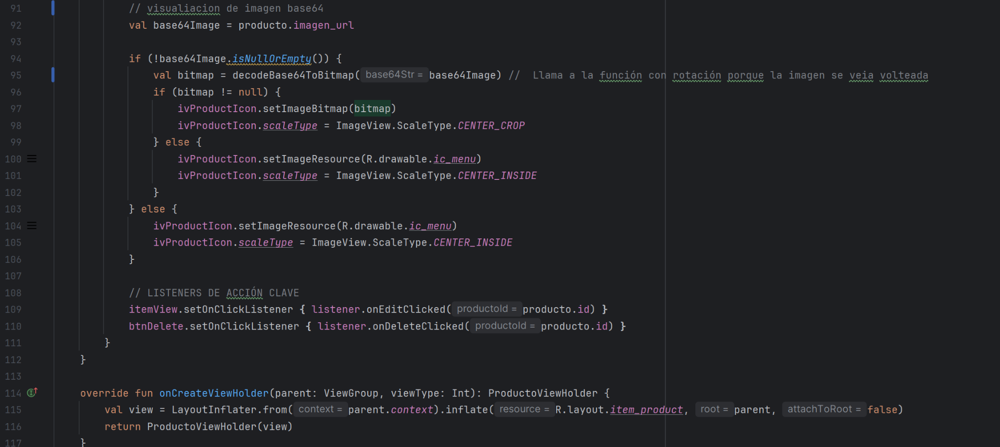 91 // visualiacion de imagen base64
92 val base64Image = producto.imagen_url
93
94 if (!base64Image.isNullOrEmpty()) {
95 val bitmap = decodeBase64ToBitmap( base64Str = base64Image) //  Llama a la función con rotación porque la imagen se veia volteada
96 if (bitmap != null) {
97 ivProductIcon.setImageBitmap(bitmap)
98 ivProductIcon.scaleType = ImageView.ScaleType.CENTER_CROP
99 } else {
100 ivProductIcon.setImageResource(R.drawable.ic_menu)
101 ivProductIcon.scaleType = ImageView.ScaleType.CENTER_INSIDE
102 }
103 } else {
104 ivProductIcon.setImageResource(R.drawable.ic_menu)
105 ivProductIcon.scaleType = ImageView.ScaleType.CENTER_INSIDE
106 }
107
108 // LISTENERS DE ACCIÓN CLAVE
109 itemView.setOnClickListener { listener.onEditClicked( productoId = producto.id) }
110 btnDelete.setOnClickListener { listener.onDeleteClicked( productoId = producto.id) }
111 }
112 }
113
114 override fun onCreateViewHolder(parent: ViewGroup, viewType: Int): ProductoViewHolder {
115 val view = LayoutInflater.from( context = parent.context).inflate( resource = R.layout.item_product, root = parent, attachToRoot = false)
116 return ProductoViewHolder(view)
117 }